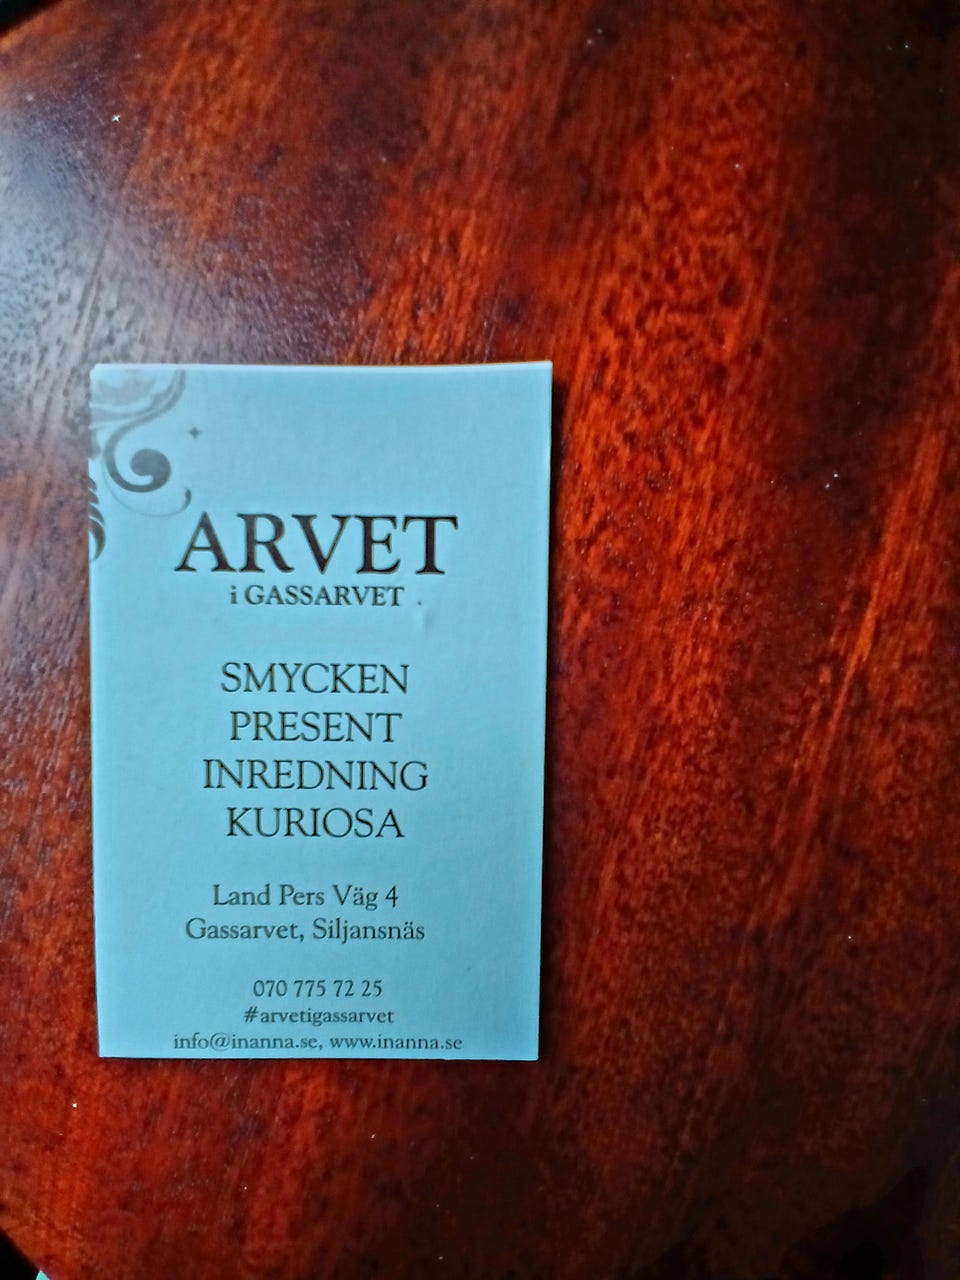 ARVET
i GASSARVET
SMYCKEN
PRESENT
INREDNING
KURIOSA
Land Pers Väg 4
Gassarvet, Siljansnäs
070 775 72 25
#arvetigassarvet
info@inanna.se, www.inanna.se